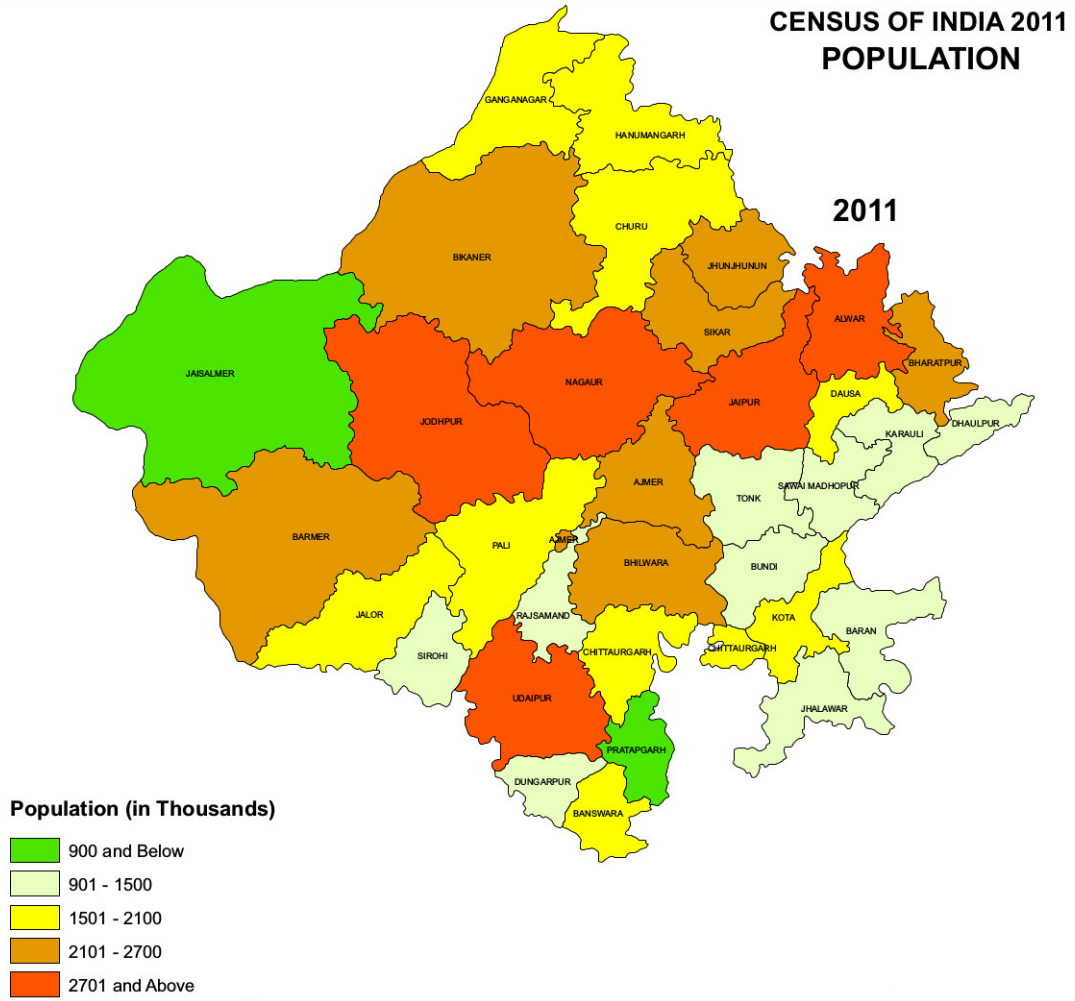 CENSUS OF INDIA 2011
POPULATION
2011
GANGANAGAR
HANUMANGARH
CHURU
BIKANER
JHUNJHUNUN
ALWAR
SIKAR
BHARATPUR
JAISALMER
NAGAUR
DAUSA
JAIPUR
JODHPUR
DHAULPUR
KARAULI
AJMER
SAWAI MADHOPUR
TONK
BARMER
AJMER
PALI
BHILWARA
BUNDI
JALOR
RAJSAMAND
KOTA
BARAN
CHITTAURGARH
CHITTAURGARH
SIROHI
UDAIPUR
JHALAWAR
PRATAPGARH
DUNGARPUR
BANSWARA
Population (in Thousands)
900 and Below
901 - 1500
1501 - 2100
2101 - 2700
2701 and Above